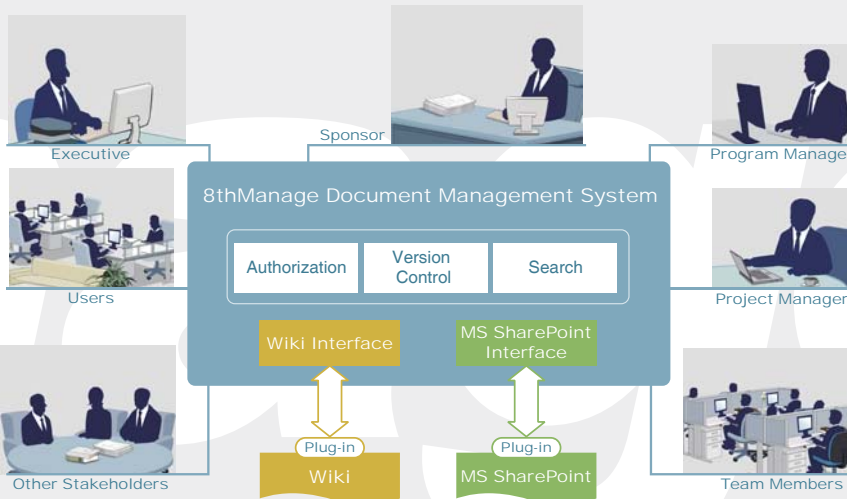 Sponsor
Executive
Program Manage
8thManage Document Management System
Authorization
Version
Control
Search
Users
Project Manager
Wiki Interface
MS SharePoint
Interface
Plug-in
Plug-in
Wiki
MS SharePoint
Other Stakeholders
Team Members